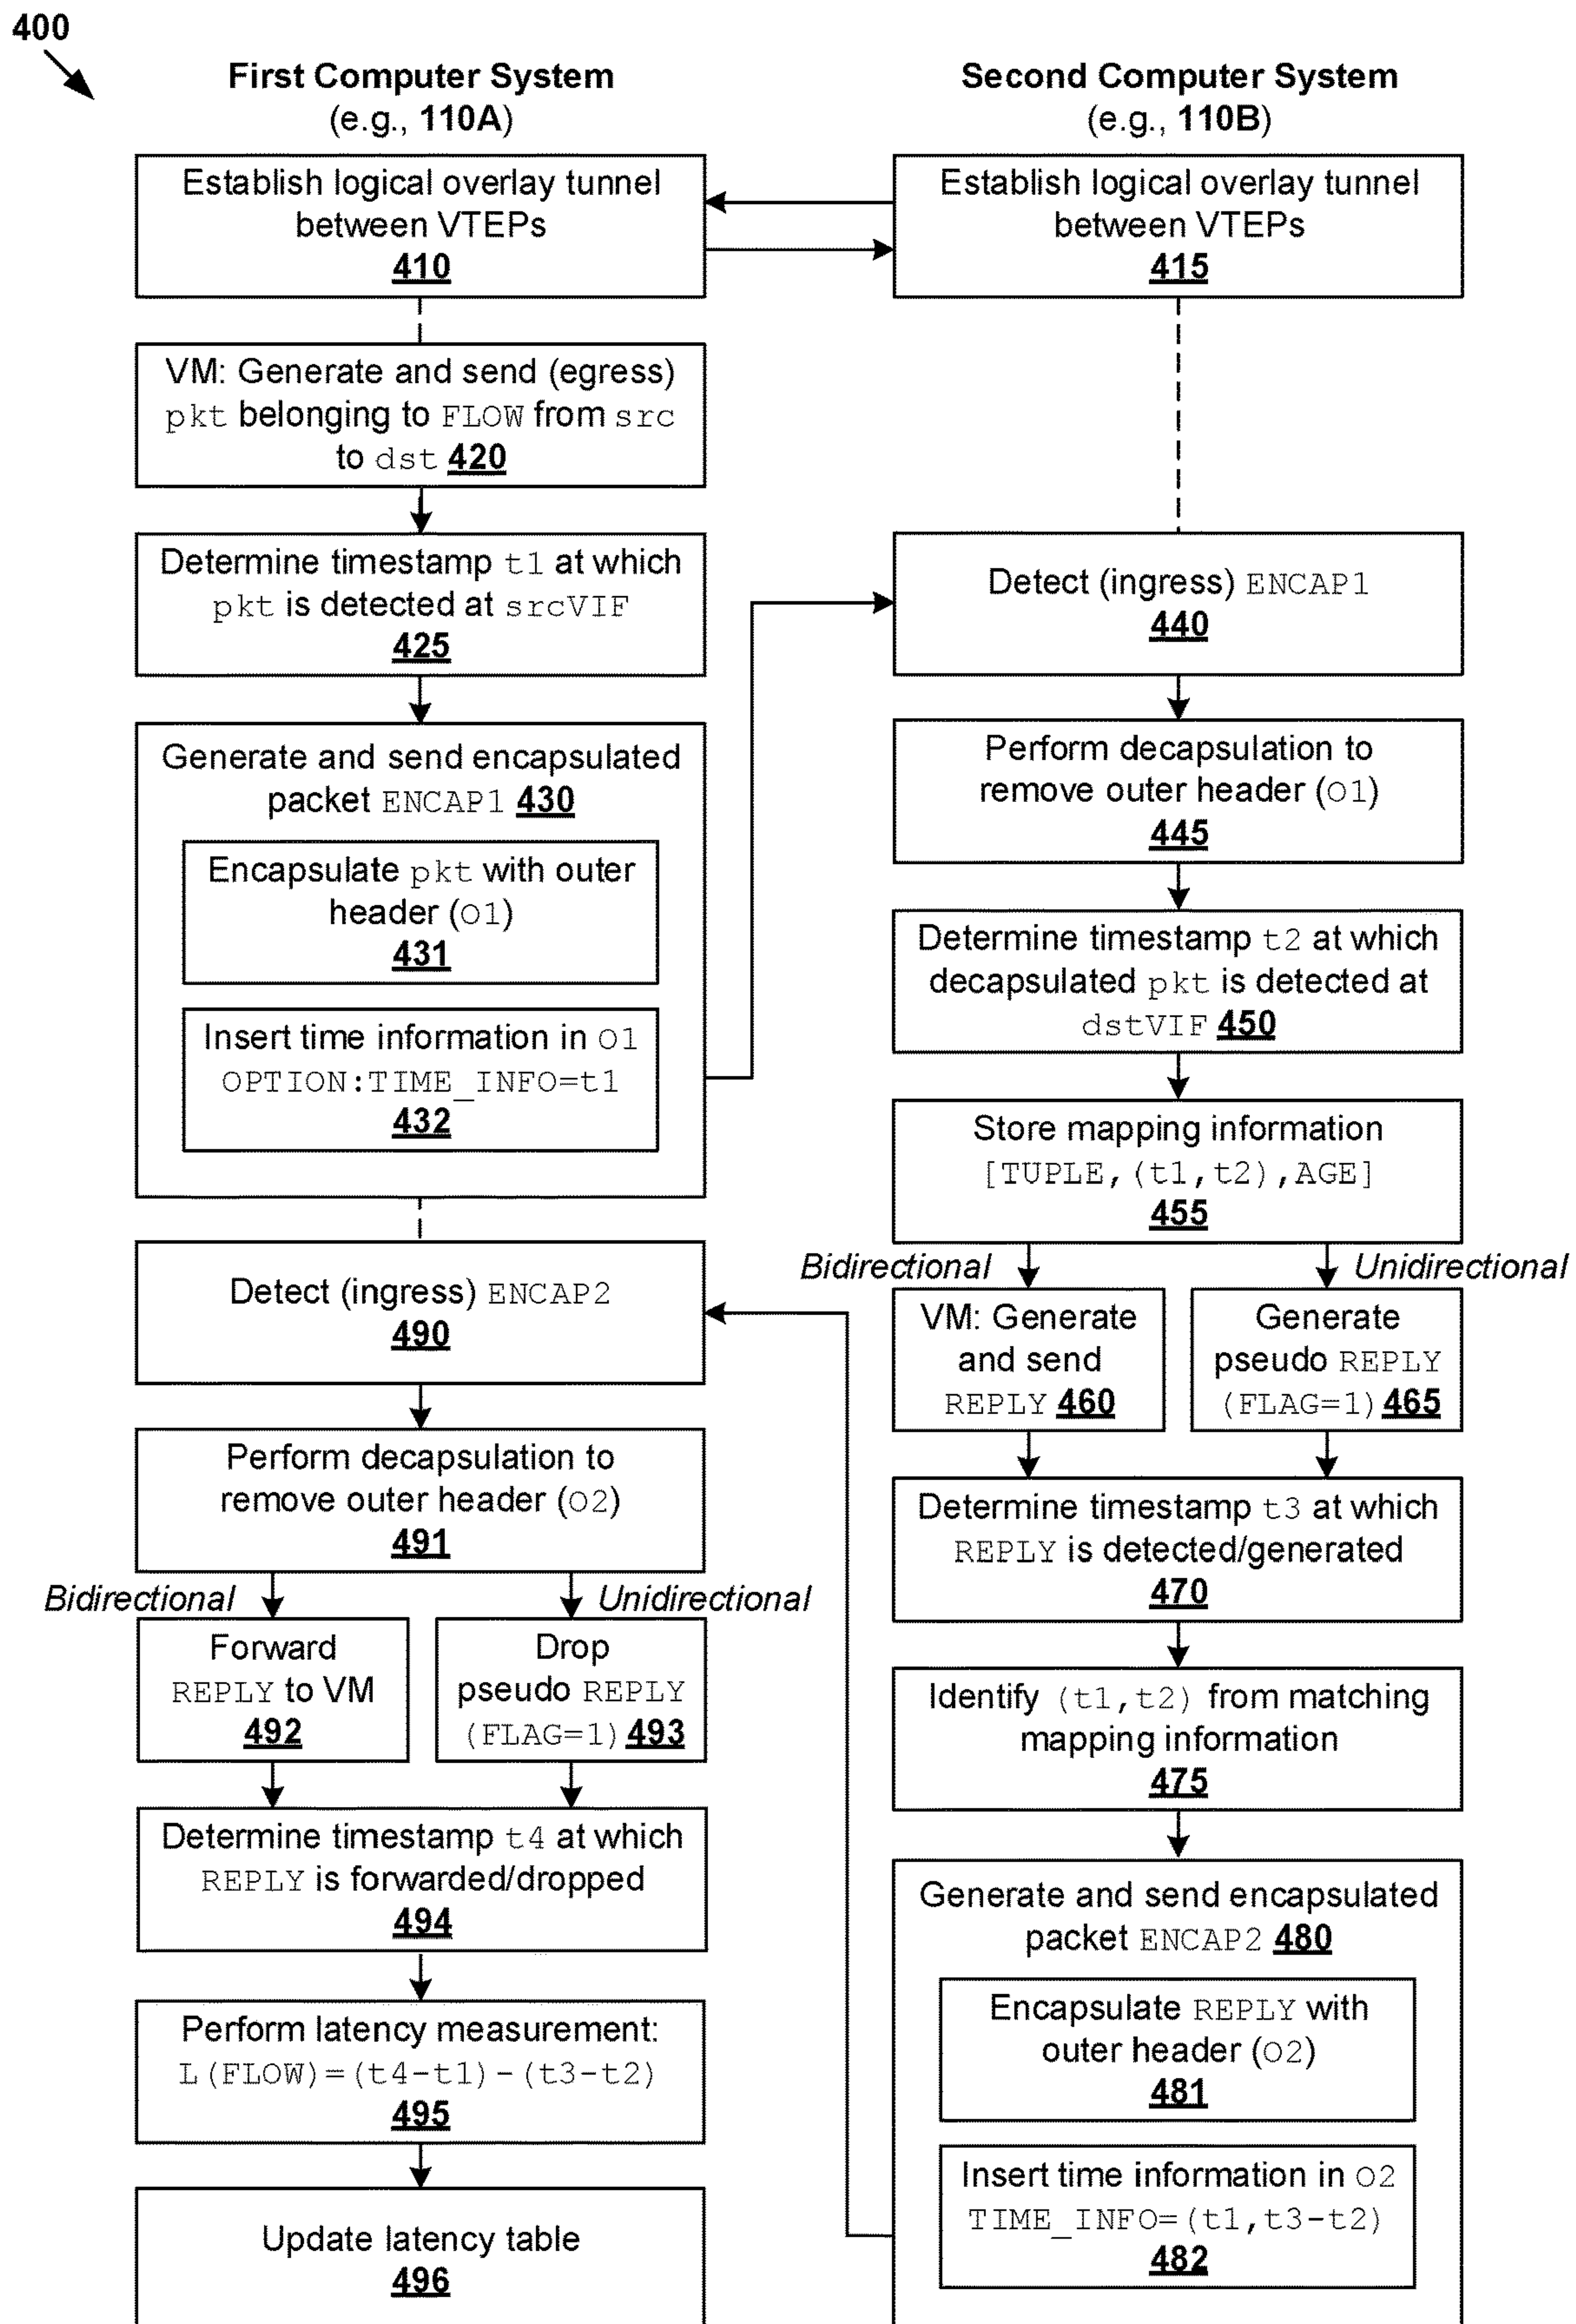 400
First Computer System
(e.g., 110A)
Second Computer System
(e.g., 110B)
Establish logical overlay tunnel
between VTEPs
410
Establish logical overlay tunnel
between VTEPs
415
VM: Generate and send (egress)
pkt belonging to FLOW from src
to dst 420
Determine timestamp t1 at which
pkt is detected at srcVIF
425
Generate and send encapsulated
packet ENCAP1 430
Encapsulate pkt with outer
header (O1)
431
Insert time information in O1
OPTION:TIME_INFO=t1
432
Detect (ingress) ENCAP1
440
Perform decapsulation to
remove outer header (O1)
445
Determine timestamp t2 at which
decapsulated pkt is detected at
dstVIF 450
Store mapping information
[TUPLE,(t1,t2),AGE]
455
Bidirectional
Unidirectional
VM: Generate
and send
REPLY 460
Generate
pseudo REPLY
(FLAG=1) 465
Determine timestamp t3 at which
REPLY is detected/generated
470
Identify (t1,t2) from matching
mapping information
475
Generate and send encapsulated
packet ENCAP2 480
Encapsulate REPLY with
outer header (O2)
481
Insert time information in O2
TIME_INFO=(t1,t3-t2)
482
Detect (ingress) ENCAP2
490
Perform decapsulation to
remove outer header (O2)
491
Bidirectional
Unidirectional
Forward
REPLY to VM
492
Drop
pseudo REPLY
(FLAG=1) 493
Determine timestamp t4 at which
REPLY is forwarded/dropped
494
Perform latency measurement:
L(FLOW)=(t4-t1)-(t3-t2)
495
Update latency table
496